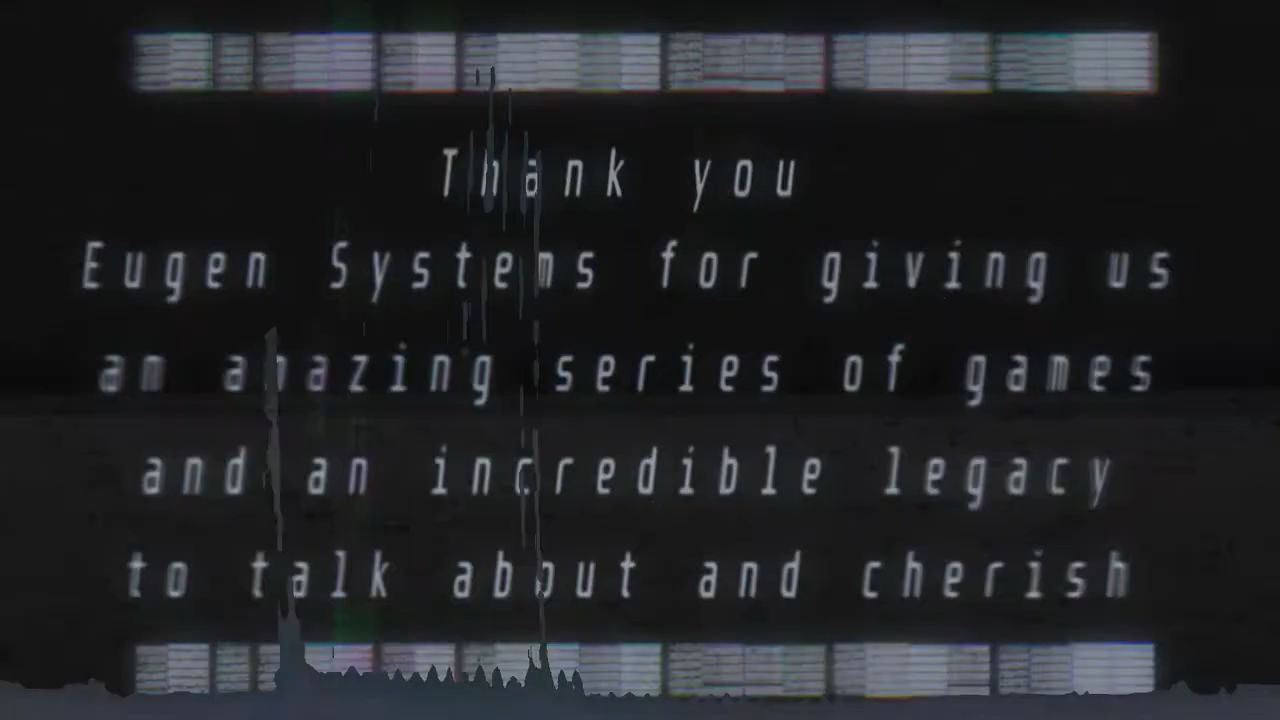 Thank you
Eugen Systems for giving us
an amazing series of games
and an incredible legacy
to talk about and cherish